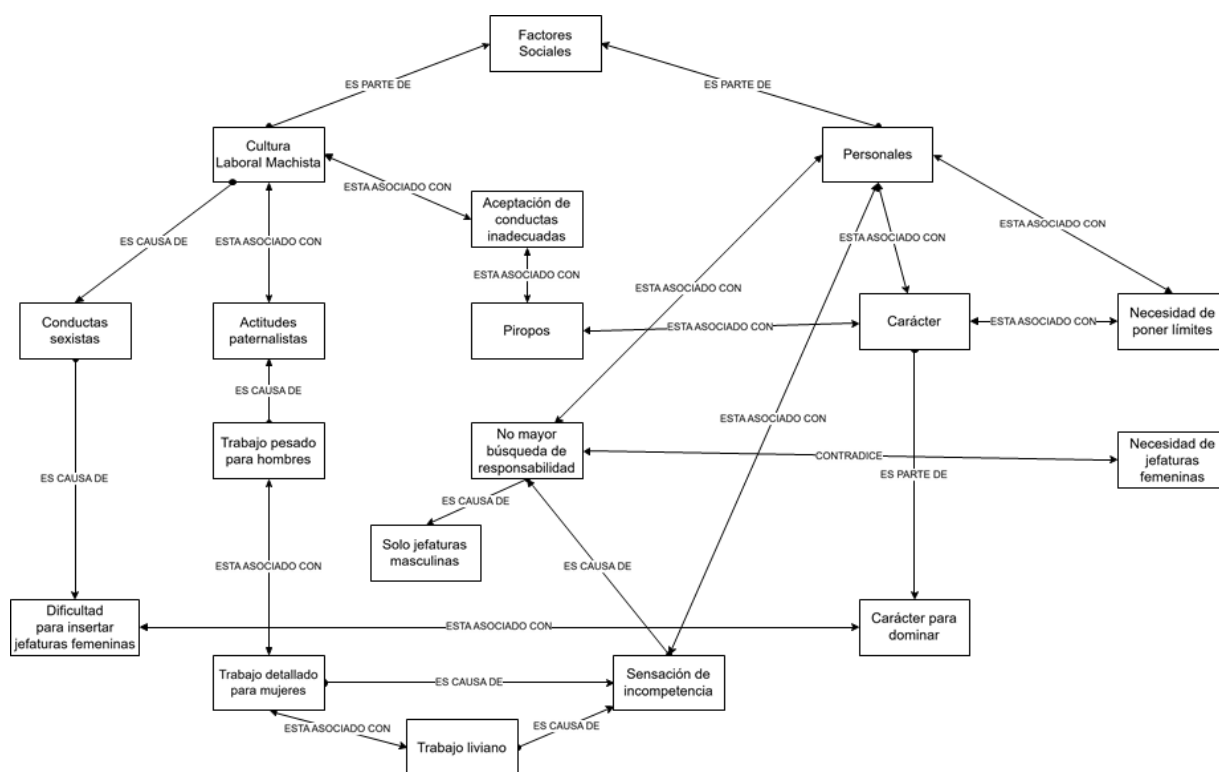 Factores
Sociales
ES PARTE DE
ES PARTE DE
Cultura
Laboral Machista
Personales
ESTA ASOCIADO CON
Aceptación de
conductas
inadecuadas
ES CAUSA DE
ESTA ASOCIADO CON
ESTA ASOCIADO CON
ESTA ASOCIADO CON
ESTA ASOCIADO CON
ESTA ASOCIADO CON
Conductas
sexistas
Actitudes
paternalistas
Piropos
ESTA ASOCIADO CON
Carácter
ESTA ASOCIADO CON
Necesidad de
poner límites
ES CAUSA DE
ESTA ASOCIADO CON
Trabajo pesado
para hombres
No mayor
búsqueda de
responsabilidad
CONTRADICE
Necesidad de
jefaturas
femeninas
ES CAUSA DE
ES CAUSA DE
ES PARTE DE
Solo jefaturas
masculinas
ESTA ASOCIADO CON
ES CAUSA DE
Dificultad
para insertar
jefaturas femeninas
ESTA ASOCIADO CON
Carácter para
dominar
Trabajo detallado
para mujeres
ES CAUSA DE
Sensación de
incompetencia
ESTA ASOCIADO CON
Trabajo liviano
ES CAUSA DE